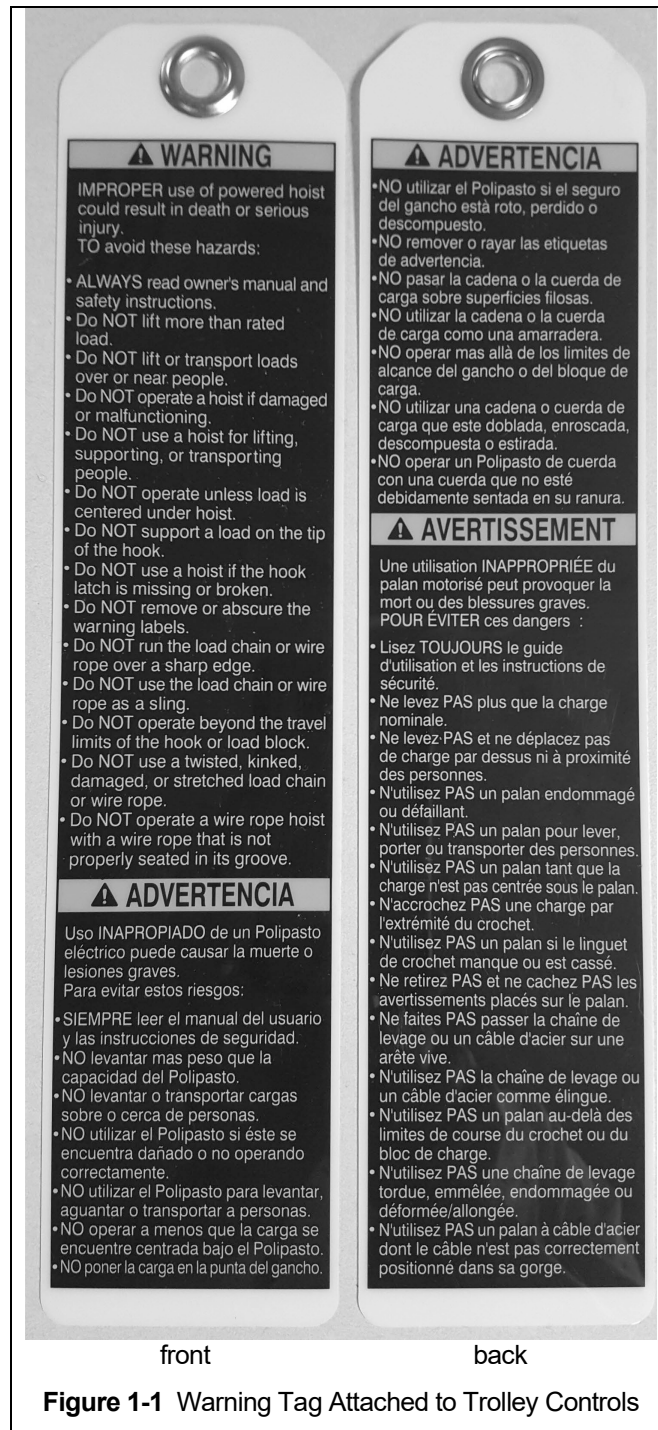 ⚠ WARNING
IMPROPER use of powered hoist
could result in death or serious
injury.
TO avoid these hazards:
• ALWAYS read owner's manual and
safety instructions.
• Do NOT lift more than rated
load.
• Do NOT lift or transport loads
over or near people.
• Do NOT operate a hoist if damaged
or malfunctioning.
• Do NOT use a hoist for lifting,
supporting, or transporting
people.
• Do NOT operate unless load is
centered under hoist.
• Do NOT support a load on the tip
of the hook.
• Do NOT use a hoist if the hook
latch is missing or broken.
• Do NOT remove or abscure the
warning labels.
• Do NOT run the load chain or wire
rope over a sharp edge.
• Do NOT use the load chain or wire
rope as a sling.
• Do NOT operate beyond the travel
limits of the hook or load block.
• Do NOT use a twisted, kinked,
damaged, or stretched load chain
or wire rope.
• Do NOT operate a wire rope hoist
with a wire rope that is not
properly seated in its groove.
⚠ ADVERTENCIA
Uso INAPROPIADO de un Polipasto
eléctrico puede causar la muerte o
lesiones graves.
Para evitar estos riesgos:
•SIEMPRE leer el manual del usuario
y las instrucciones de seguridad.
•NO levantar mas peso que la
capacidad del Polipasto.
•NO levantar o transportar cargas
sobre o cerca de personas.
•NO utilizar el Polipasto si éste se
encuentra dañado o no operando
correctamente.
•NO utilizar el Polipasto para levantar,
aguantar o transportar a personas.
•NO operar a menos que la carga se
encuentre centrada bajo el Polipasto.
•NO poner la carga en la punta del gancho.
front
⚠ ADVERTENCIA
•NO utilizar el Polipasto si el seguro
del gancho està roto, perdido o
descompuesto.
•NO remover o rayar las etiquetas
de advertencia.
•NO pasar la cadena o la cuerda de
carga sobre superficies filosas.
•NO utilizar la cadena o la cuerda
de carga como una amarradera.
•NO operar mas allà de los limites de
alcance del gancho o del bloque de
carga.
•NO utilizar una cadena o cuerda de
carga que este doblada, enroscada,
descompuesta o estirada.
•NO operar un Polipasto de cuerda
con una cuerda que no esté
debidamente sentada en su ranura.
⚠ AVERTISSEMENT
Une utilisation INAPPROPRIÉE du
palan motorisé peut provoquer la
mort ou des blessures graves.
POUR ÉVITER ces dangers :
• Lisez TOUJOURS le guide
d'utilisation et les instructions de
sécurité.
• Ne levez PAS plus que la charge
nominale.
• Ne levez PAS et ne déplacez pas
de charge par dessus ni à proximité
des personnes.
• N'utilisez PAS un palan endommagé
ou défaillant.
• N'utilisez PAS un palan pour lever,
porter ou transporter des personnes.
• N'utilisez PAS un palan tant que la
charge n'est pas centrée sous le palan.
• N'accrochez PAS une charge par
l'extrémité du crochet.
• N'utilisez PAS un palan si le linguet
de crochet manque ou est cassé.
• Ne retirez PAS et ne cachez PAS les
avertissements placés sur le palan.
• Ne faites PAS passer la chaîne de
levage ou un câble d'acier sur une
arête vive.
• N'utilisez PAS la chaîne de levage ou
un câble d'acier comme élingue.
• N'utilisez PAS un palan au-delà des
limites de course du crochet ou du
bloc de charge.
• N'utilisez PAS une chaîne de levage
tordue, emmêlée, endommagée ou
déformée/allongée.
• N'utilisez PAS un palan à câble d'acier
dont le câble n'est pas correctement
positionné dans sa gorge.
back
Figure 1-1 Warning Tag Attached to Trolley Controls